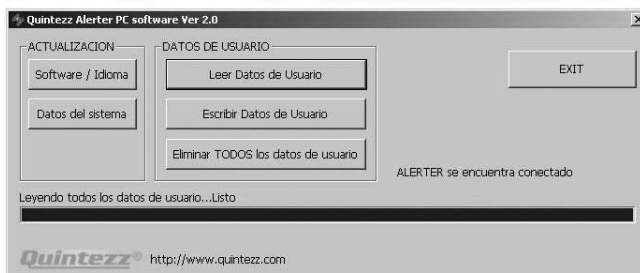 Quintezz Alerter PC software Ver 2.0
ACTUALIZACION
Software / Idioma
Datos del sistema
DATOS DE USUARIO
Leer Datos de Usuario
Escribir Datos de Usuario
Eliminar TODOS los datos de usuario
EXIT
ALERTER se encuentra conectado
Leyendo todos los datos de usuario...Listo
Quintezz® http://www.quintezz.com